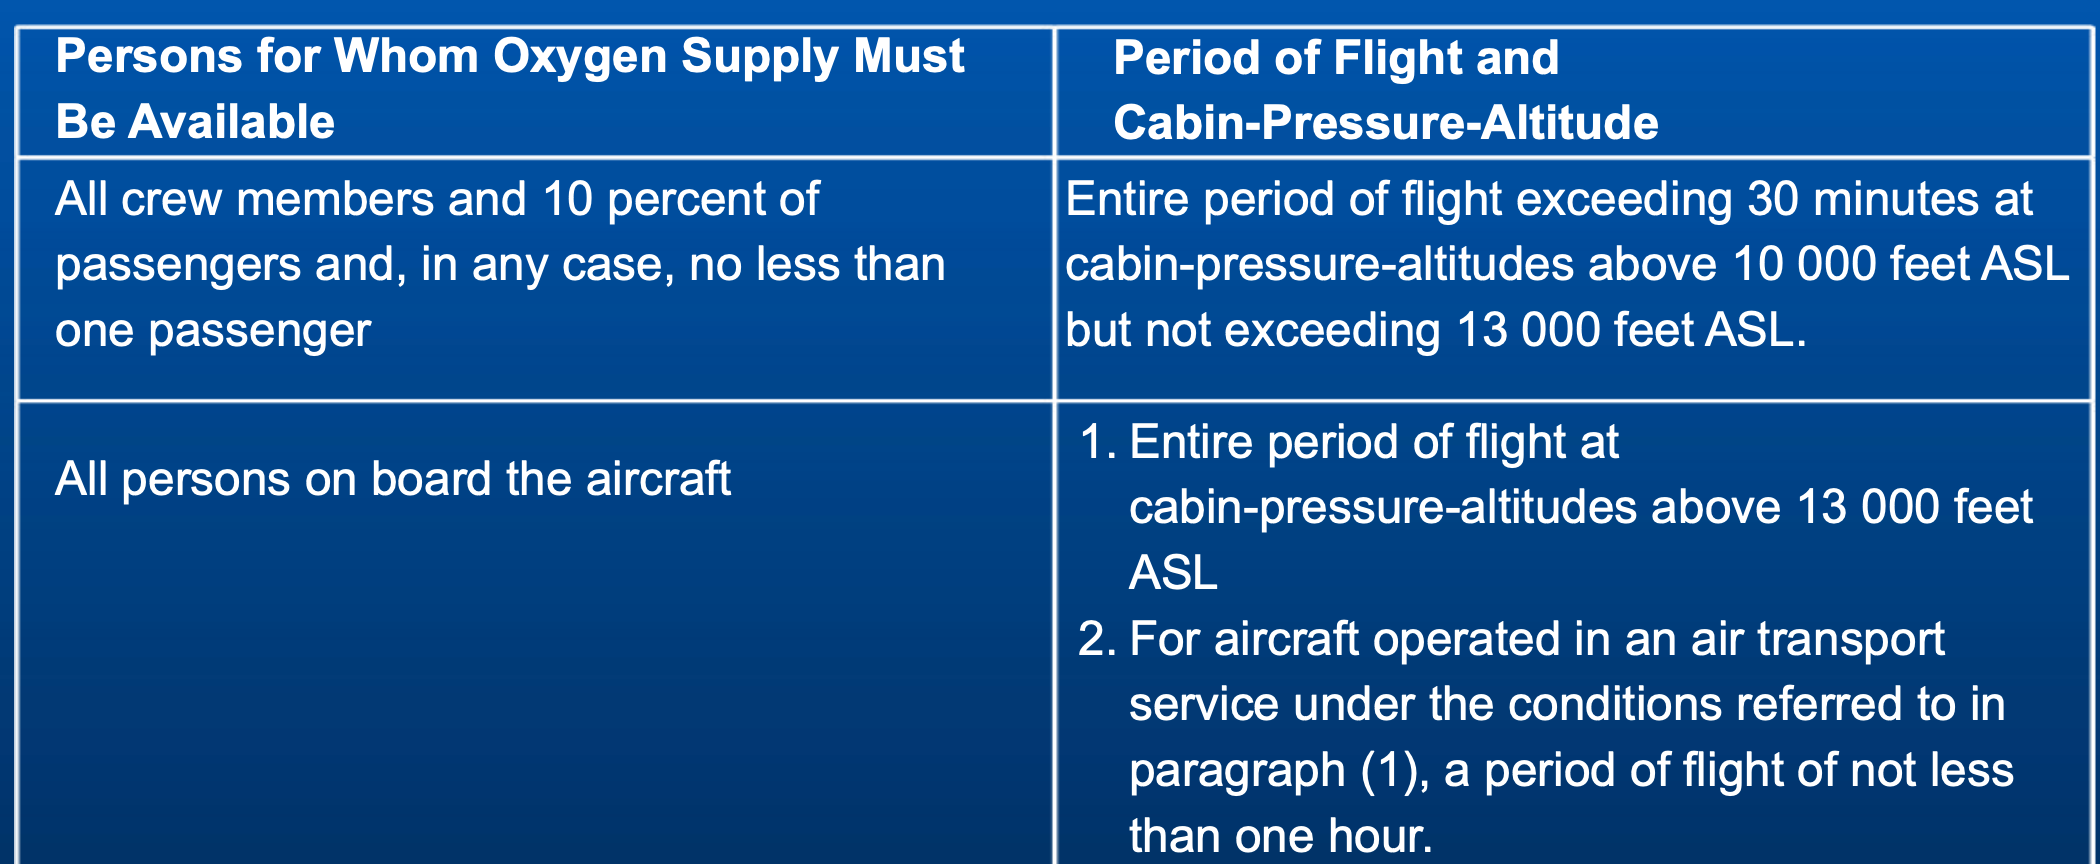 Persons for Whom Oxygen Supply Must
Be Available
Period of Flight and
Cabin-Pressure-Altitude
All crew members and 10 percent of
passengers and, in any case, no less than
one passenger
Entire period of flight exceeding 30 minutes at
cabin-pressure-altitudes above 10 000 feet ASL
but not exceeding 13 000 feet ASL.
All persons on board the aircraft
1. Entire period of flight at
cabin-pressure-altitudes above 13 000 feet
ASL
2. For aircraft operated in an air transport
service under the conditions referred to in
paragraph (1), a period of flight of not less
than one hour.